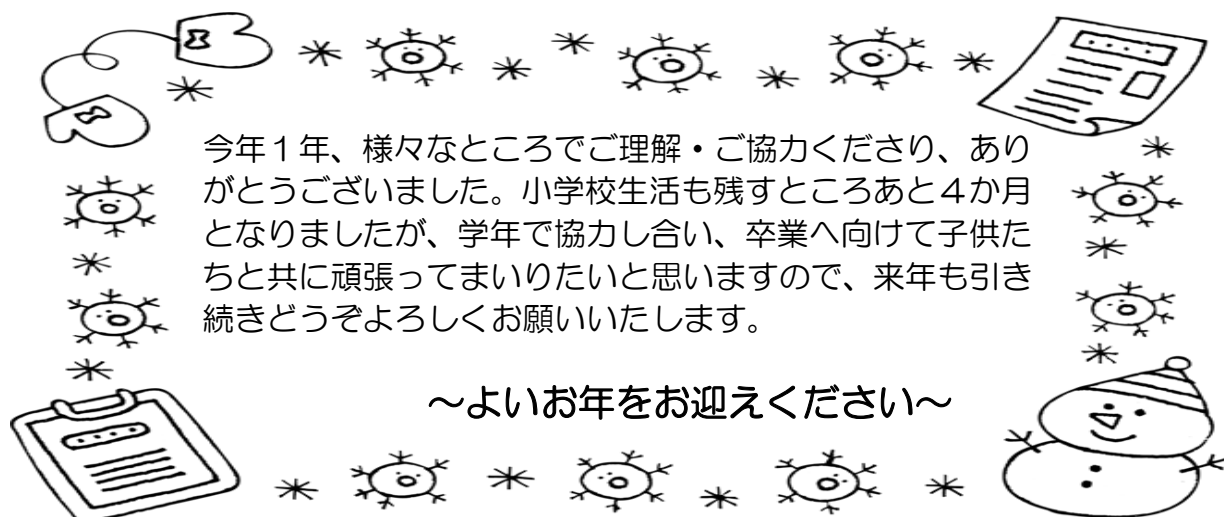 今年１年、様々なところでご理解・ご協力くださり、あり
がとうございました。小学校生活も残すところあと４か月
となりましたが、学年で協力し合い、卒業へ向けて子供た
ちと共に頑張ってまいりたいと思いますので、来年も引き
続きどうぞよろしくお願いいたします。
～よいお年をお迎えください～